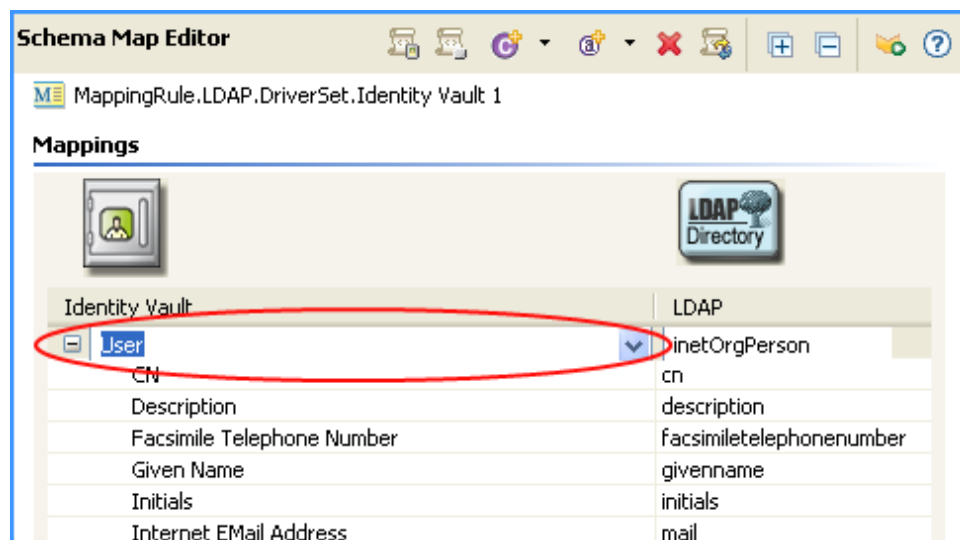 Schema Map Editor
MappingRule.LDAP.DriverSet.Identity Vault 1
Mappings
LDAP
Directory
Identity Vault LDAP
User inetOrgPerson
CN cn
Description description
Facsimile Telephone Number facsimiletelephonenumber
Given Name givenname
Initials initials
Internet EMail Address mail